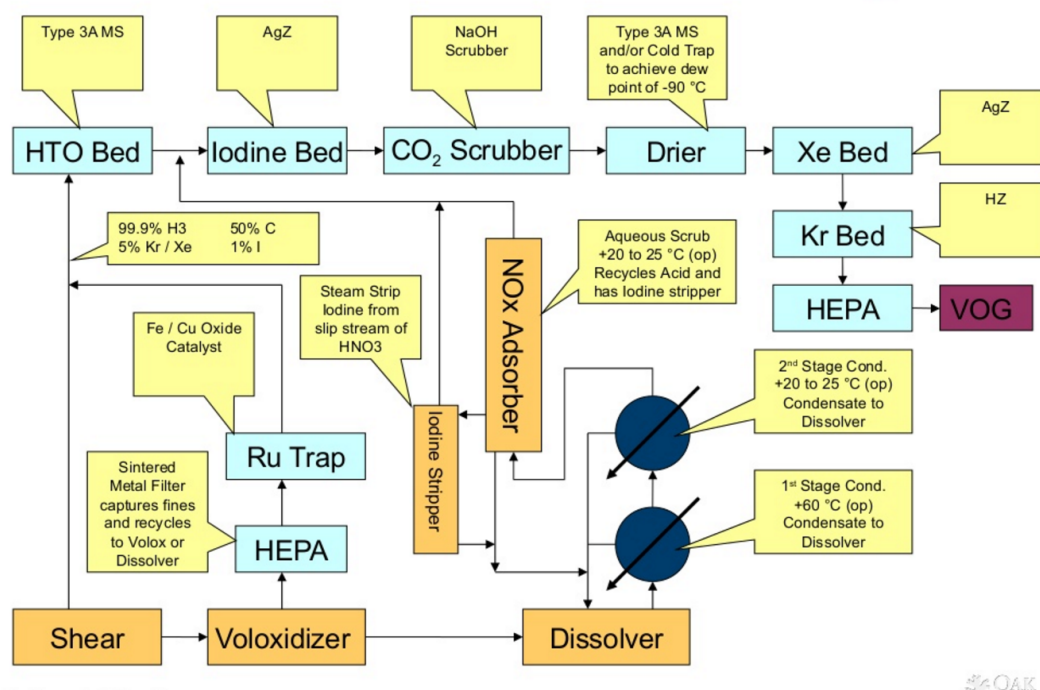 Type 3A MS
AgZ
NaOH
Scrubber
Type 3A MS
and/or Cold Trap
to achieve dew
point of -90 °C
AgZ
HTO Bed
Iodine Bed
CO2 Scrubber
Drier
Xe Bed
HZ
99.9% H3 50% C
5% Kr / Xe 1% I
Kr Bed
Aqueous Scrub
+20 to 25 °C (op)
Recycles Acid and
has Iodine stripper
NOx Adsorber
Steam Strip
Iodine from
slip stream of
HNO3
HEPA
VOG
Fe / Cu Oxide
Catalyst
2nd Stage Cond.
+20 to 25 °C (op)
Condensate to
Dissolver
Iodine Stripper
Ru Trap
Sintered
Metal Filter
captures fines
and recycles
to Volox or
Dissolver
1st Stage Cond.
+60 °C (op)
Condensate to
Dissolver
HEPA
Shear
Voloxidizer
Dissolver
OAK